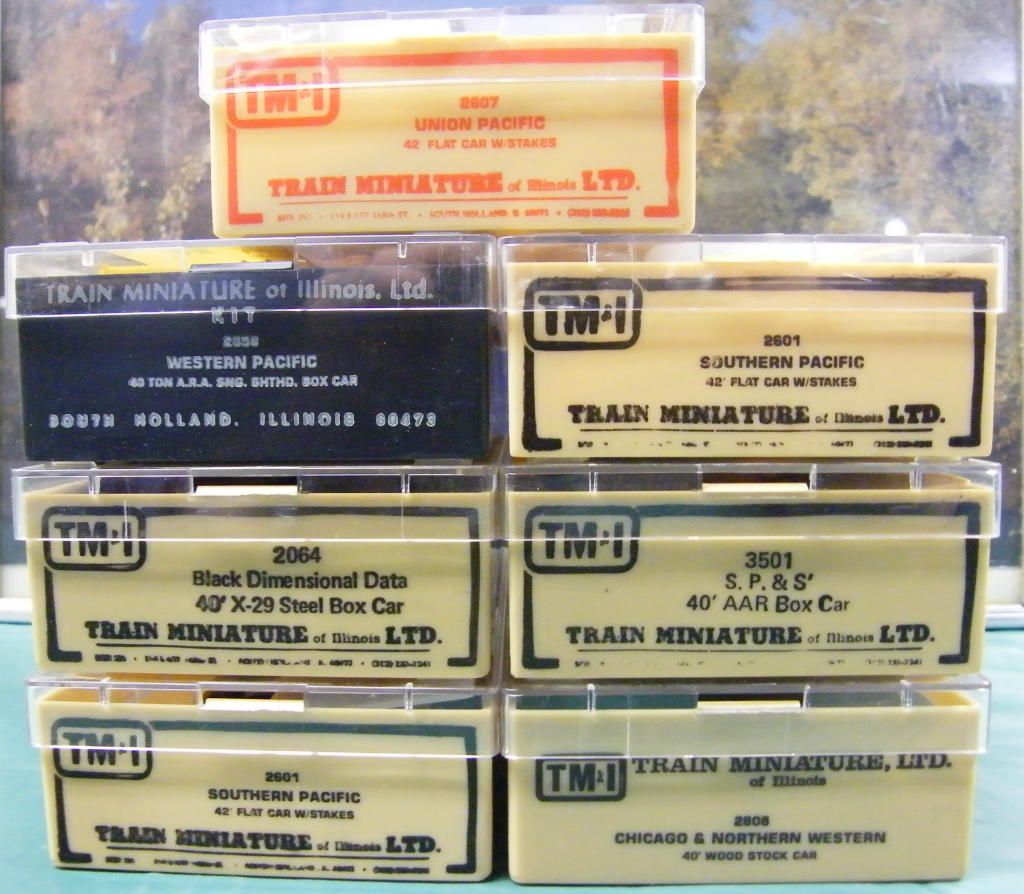 TM·I
2607
UNION PACIFIC
42' FLAT CAR W/STAKES
TRAIN MINIATURE of Illinois LTD.
SOUTH HOLLAND, IL 60473
TRAIN MINIATURE of Illinois, Ltd.
KIT
WESTERN PACIFIC
40 TON A.R.A. SNG. SHTHD. BOX CAR
SOUTH HOLLAND, ILLINOIS 60473
TM·I
2601
SOUTHERN PACIFIC
42' FLAT CAR W/STAKES
TRAIN MINIATURE of Illinois LTD.
TM·I
2064
Black Dimensional Data
40' X-29 Steel Box Car
TRAIN MINIATURE of Illinois LTD.
TM·I
3501
S. P. & S'
40' AAR Box Car
TRAIN MINIATURE of Illinois LTD.
TM·I
2601
SOUTHERN PACIFIC
42' FLAT CAR W/STAKES
TRAIN MINIATURE of Illinois LTD.
TM·I TRAIN MINIATURE, LTD.
of Illinois
2808
CHICAGO & NORTHERN WESTERN
40' WOOD STOCK CAR